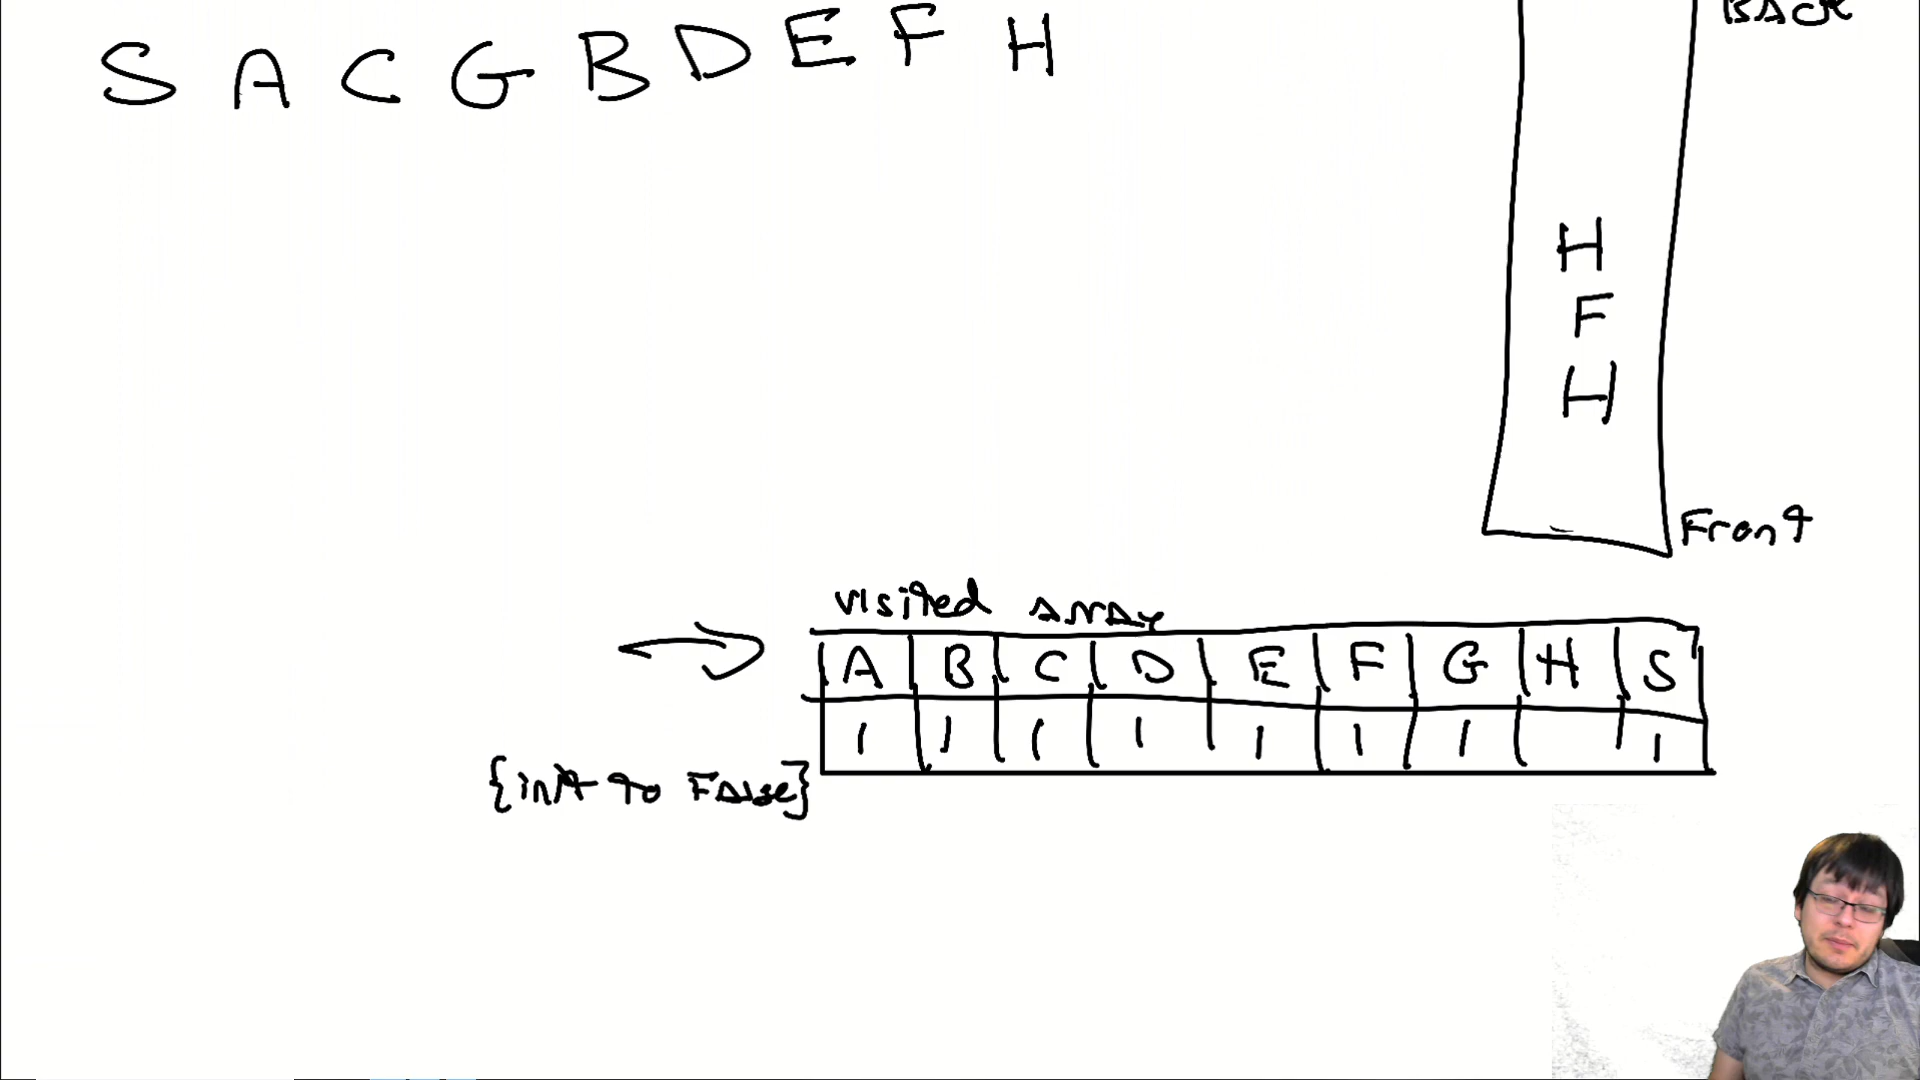 BACK
S A C G B D E F H
H
F
H
Front
visited array
A B C D E F G H S
1 1 1 1 1 1 1 1
{init to False}